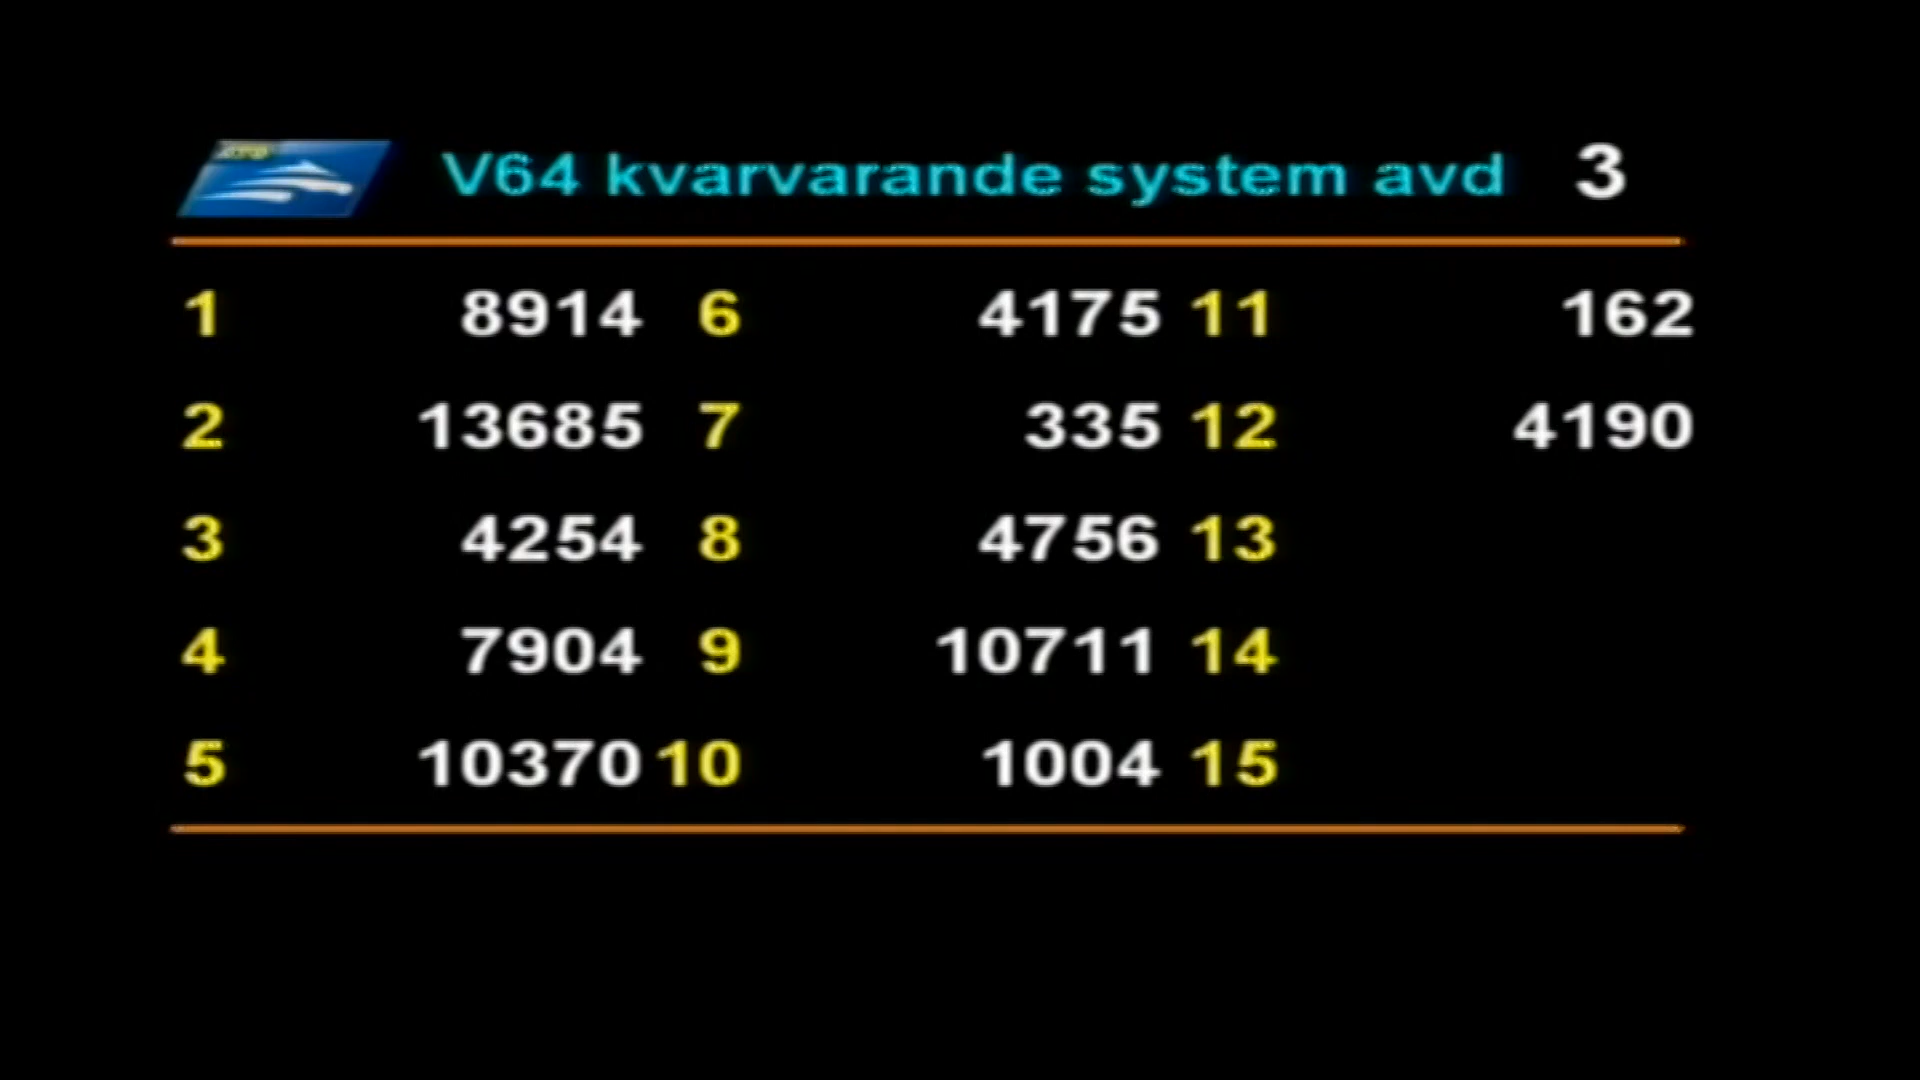 V64 kvarvarande system avd 3
1 8914 6 4175 11 162
2 13685 7 335 12 4190
3 4254 8 4756 13
4 7904 9 10711 14
5 10370 10 1004 15